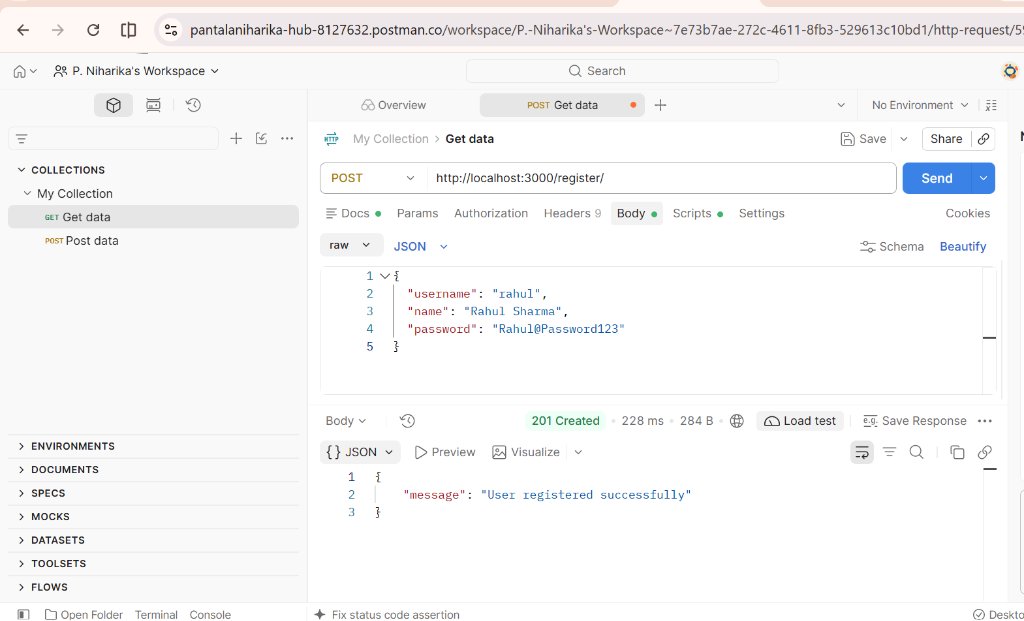 pantalaniharika-hub-8127632.postman.co/workspace/P.-Niharika's-Workspace~7e73b7ae-272c-4611-8fb3-529613c10bd1/http-request/59
P. Niharika's Workspace
Search
Overview
POST Get data
No Environment
HTTP My Collection > Get data
Save
Share
COLLECTIONS
My Collection
GET Get data
POST Post data
POST http://localhost:3000/register/
Send
Docs Params Authorization Headers 9 Body Scripts Settings Cookies
raw JSON Schema Beautify
1 {
2 "username": "rahul",
3 "name": "Rahul Sharma",
4 "password": "Rahul@Password123"
5 }
Body 201 Created 228 ms 284 B Load test e.g. Save Response
{} JSON Preview Visualize
1 {
2 "message": "User registered successfully"
3 }
ENVIRONMENTS
DOCUMENTS
SPECS
MOCKS
DATASETS
TOOLSETS
FLOWS
Open Folder Terminal Console Fix status code assertion Deskto